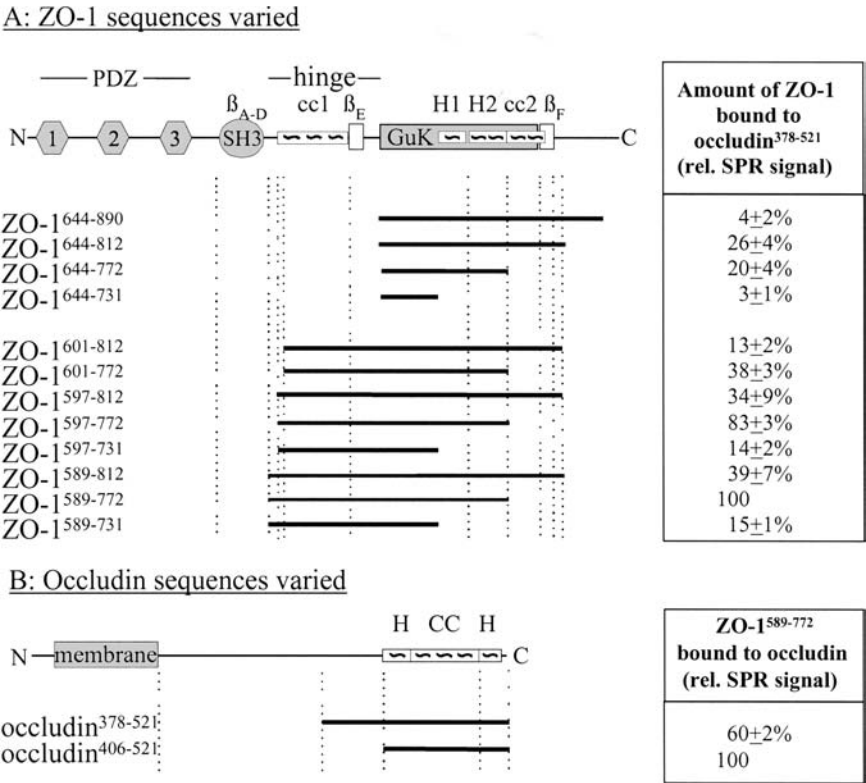 A: ZO-1 sequences varied
PDZ
hinge
ßA-D cc1 ßE H1 H2 cc2 ßF
N 1 2 3 SH3 GuK C
Amount of ZO-1
bound to
occludin378-521
(rel. SPR signal)
ZO-1644-890 4±2%
ZO-1644-812 26±4%
ZO-1644-772 20±4%
ZO-1644-731 3±1%
ZO-1601-812 13±2%
ZO-1601-772 38±3%
ZO-1597-812 34±9%
ZO-1597-772 83±3%
ZO-1597-731 14±2%
ZO-1589-812 39±7%
ZO-1589-772 100
ZO-1589-731 15±1%
B: Occludin sequences varied
H CC H
N membrane C
ZO-1589-772
bound to occludin
(rel. SPR signal)
occludin378-521 60±2%
occludin406-521 100